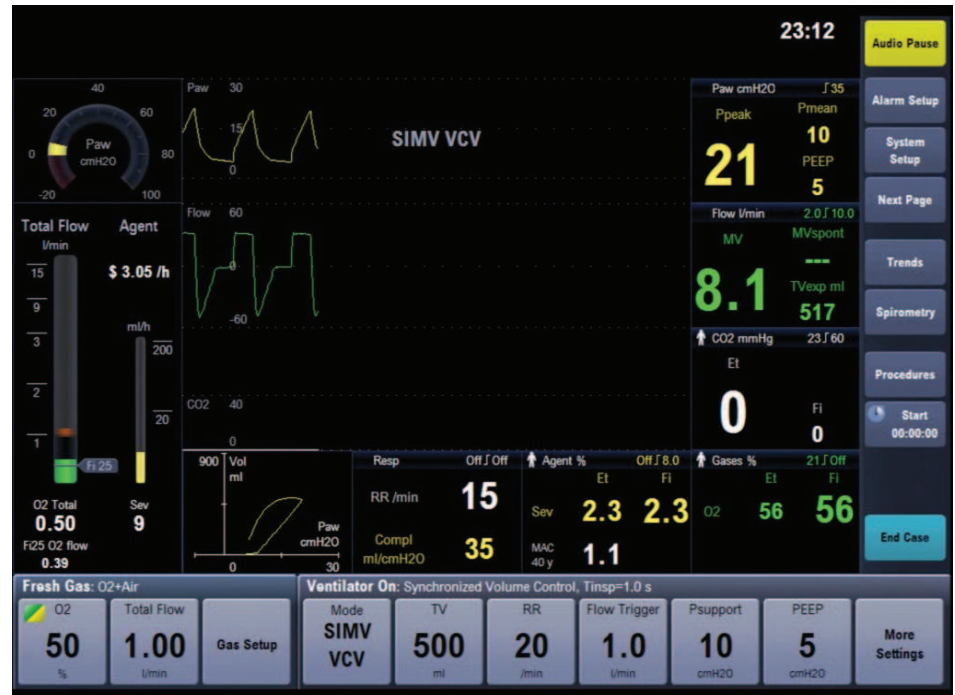 23:12
Audio Pause
Alarm Setup
System
Setup
Next Page
Trends
Spirometry
Procedures
Start
00:00:00
End Case
40
20
60
Paw
cmH2O
0
80
-20
100
Paw 30
15
0
SIMV VCV
Paw cmH2O 35
Ppeak
Pmean
21
10
PEEP
5
Total Flow
l/min
15
9
3
2
1
Fi 25
O2 Total
0.50
Fi25 O2 flow
0.39
Agent
$ 3.05 /h
ml/h
200
20
Sev
9
Flow 60
0
-60
Flow l/min 2.0 10.0
MV
MVspont
8.1
---
TVexp ml
517
CO2 40
0
CO2 mmHg 23 60
Et
0
Fi
0
900 Vol
ml
Paw
cmH2O
0 30
Resp Off Off
RR /min 15
Compl
ml/cmH2O
35
Agent % Off 8.0
Et Fi
Sev 2.3 2.3
MAC
40 y
1.1
Gases % 21 Off
Et Fi
O2 56 56
Fresh Gas: O2+Air
O2
50
%
Total Flow
1.00
l/min
Gas Setup
Ventilator On: Synchronized Volume Control, Tinsp=1.0 s
Mode
SIMV
VCV
TV
500
ml
RR
20
/min
Flow Trigger
1.0
l/min
Psupport
10
cmH2O
PEEP
5
cmH2O
More
Settings